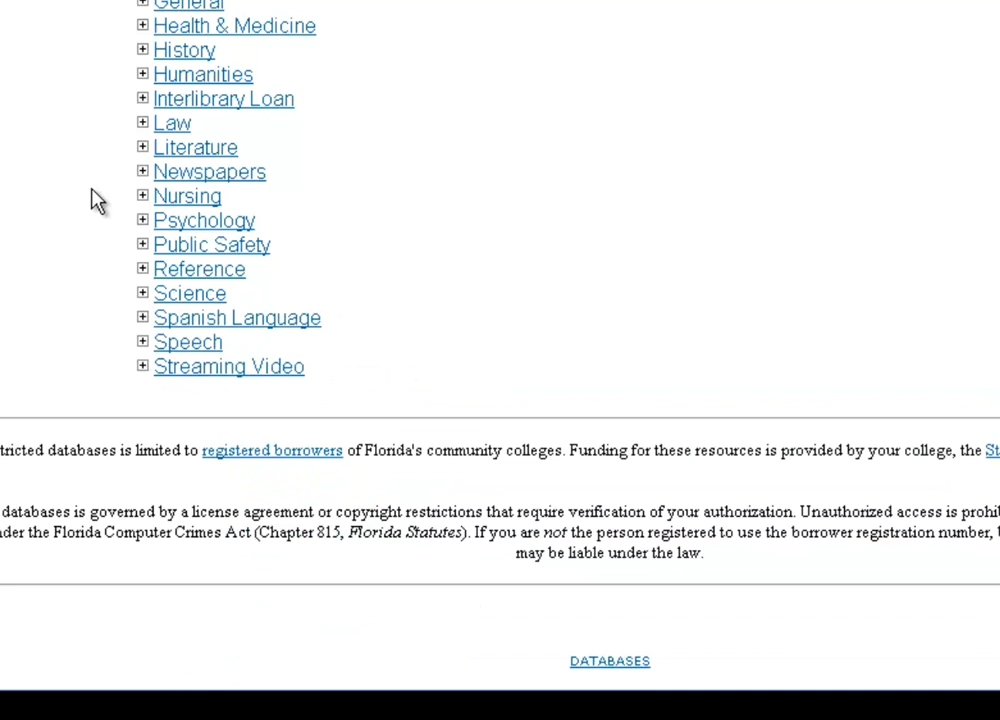 General
Health & Medicine
History
Humanities
Interlibrary Loan
Law
Literature
Newspapers
Nursing
Psychology
Public Safety
Reference
Science
Spanish Language
Speech
Streaming Video
tricted databases is limited to registered borrowers of Florida's community colleges. Funding for these resources is provided by your college, the St
databases is governed by a license agreement or copyright restrictions that require verification of your authorization. Unauthorized access is prohi
der the Florida Computer Crimes Act (Chapter 815, Florida Statutes). If you are not the person registered to use the borrower registration number,
may be liable under the law.
DATABASES